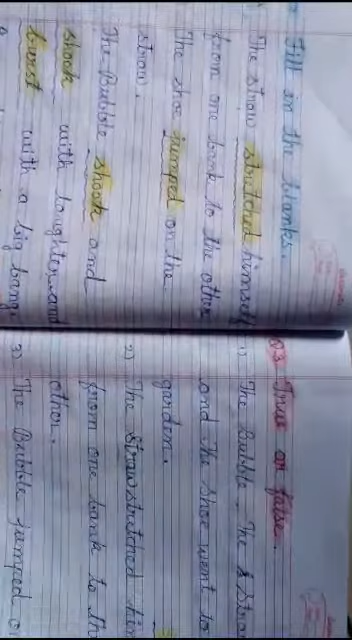 Fill in the blanks.
The straw stretched himself
from one bank to the other
The shoe jumped on the
straw.
The Bubble shook and
shook with laughter and
burst with a big bang.
Q3 True or false.
1) The Bubble, The Straw
and The Shoe went to
garden.
2) The Straw stretched him
from one bank to th
other.
3) The Bubble jumped o